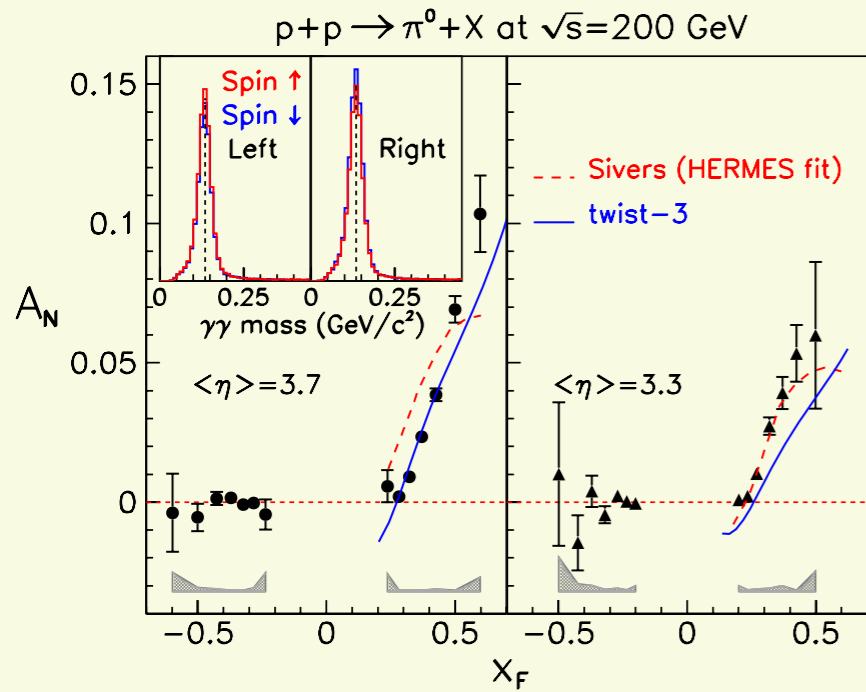 p+p → π⁰+X at √s=200 GeV
0.15
0.1
0.05
0
A_N
Spin ↑
Spin ↓
Left
Right
0
0.25
0
0.25
γγ mass (GeV/c²)
<η>=3.7
Sivers (HERMES fit)
twist-3
<η>=3.3
−0.5
0
0.5
−0.5
0
0.5
x_F